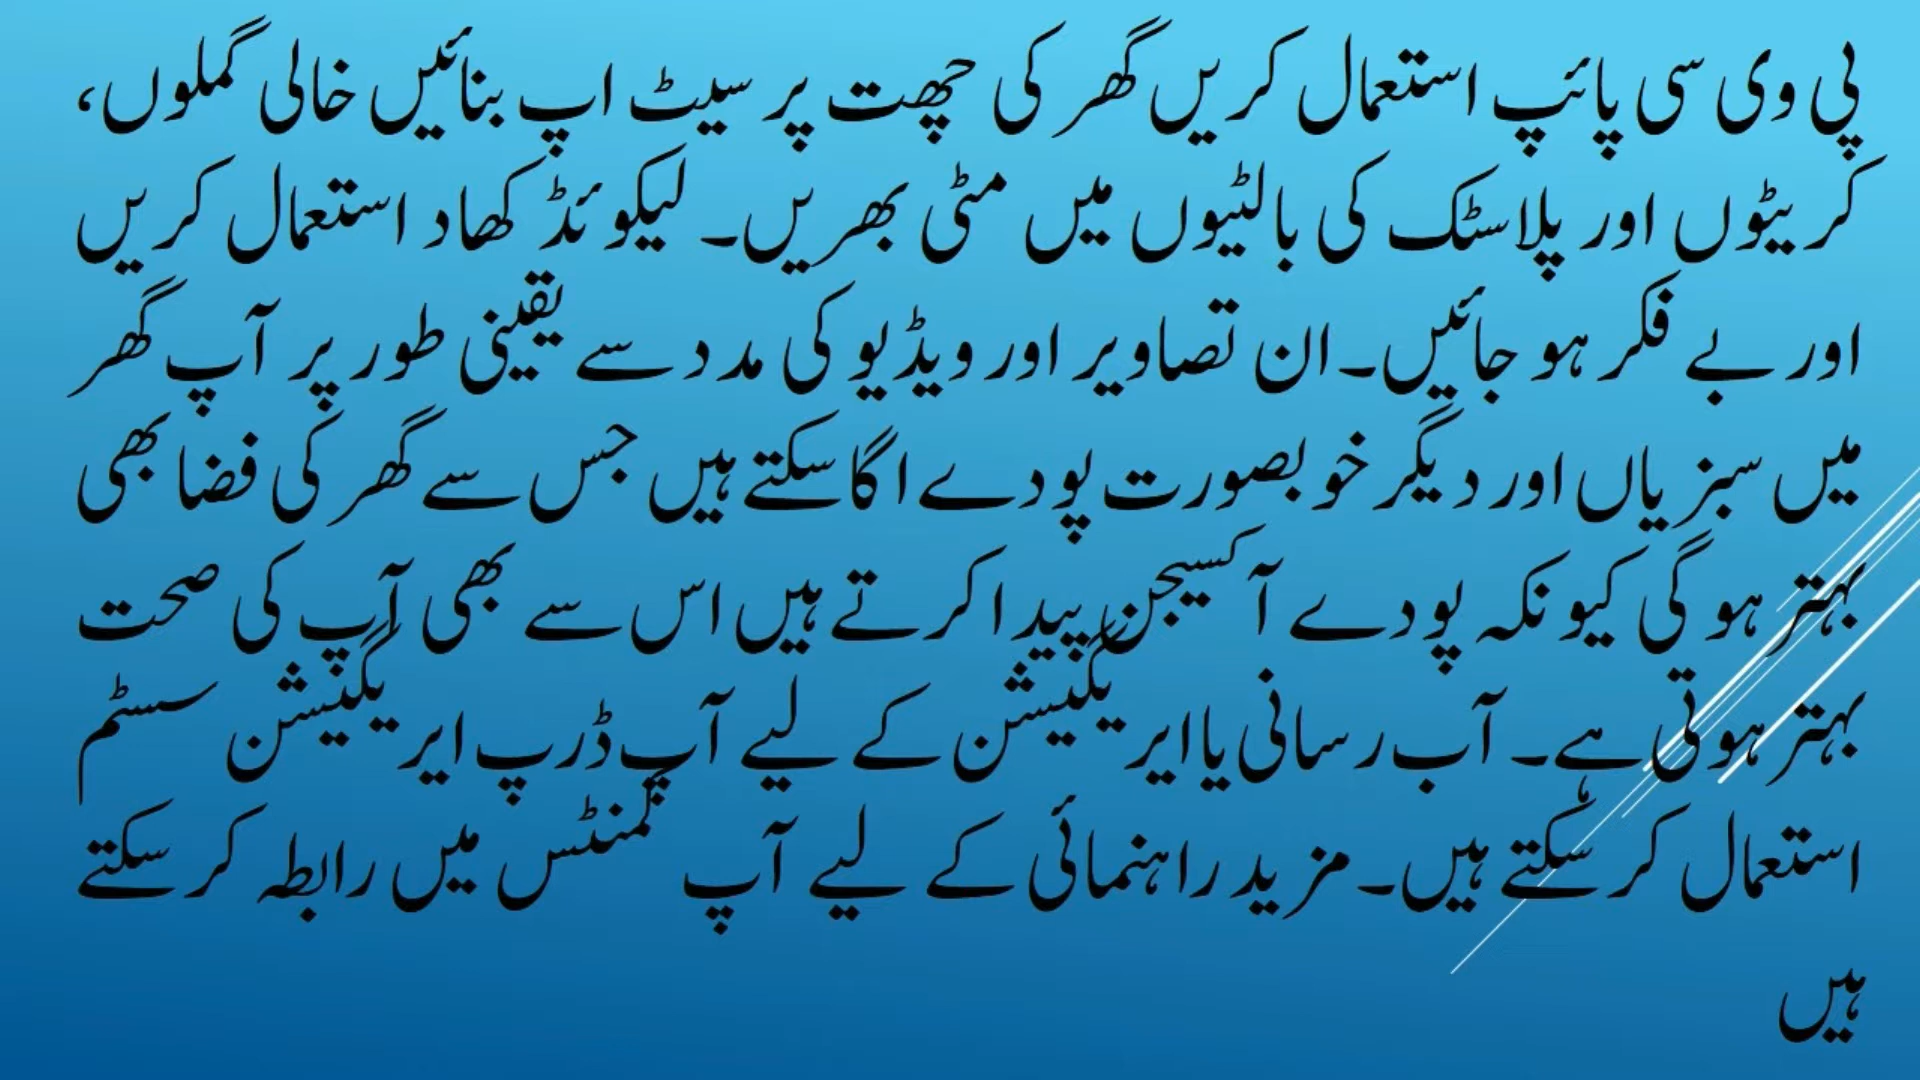 پی وی سی پائپ استعمال کریں گھر کی چھت پر سیٹ اپ بنائیں خالی گملوں،
کریٹوں اور پلاسٹک کی بالٹیوں میں مٹی بھریں۔ لیکوئڈ کھاد استعمال کریں
اور بے فکر ہو جائیں۔ ان تصاویر اور ویڈیو کی مدد سے یقینی طور پر آپ گھر
میں سبزیاں اور دیگر خوبصورت پودے اگا سکتے ہیں جس سے گھر کی فضا بھی
بہتر ہو گی کیونکہ پودے آکسیجن پیدا کرتے ہیں اس سے بھی آپ کی صحت
بہتر ہوتی ہے۔ آب رسانی یا ایریگیشن کے لیے آپ ڈرپ ایریگیشن سسٹم
استعمال کر سکتے ہیں۔ مزید راہنمائی کے لیے آپ کمنٹس میں رابطہ کر سکتے
ہیں